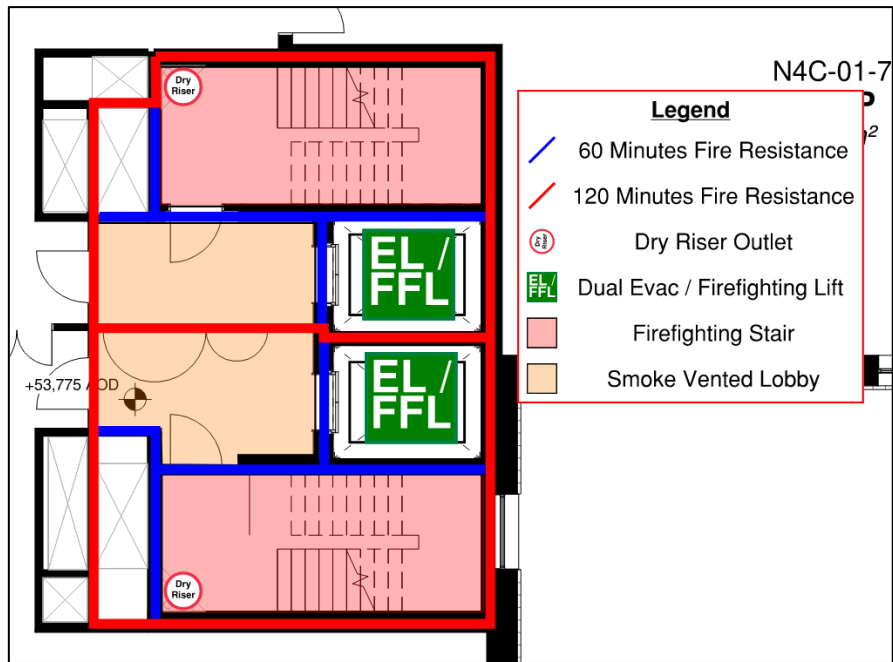 N4C-01-7
P
m²
Legend
60 Minutes Fire Resistance
120 Minutes Fire Resistance
Dry Riser
Dry Riser Outlet
EL /
FFL
Dual Evac / Firefighting Lift
Firefighting Stair
Smoke Vented Lobby
Dry
Riser
EL /
FFL
EL /
FFL
+53,775 AOD
Dry
Riser